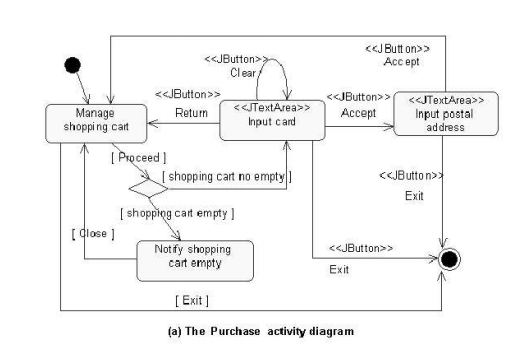 <<JButton>>
Accept
<<JButton>>
Clear
<<JButton>>
Return
<<JTextArea>>
Input card
<<JButton>>
Accept
<<JTextArea>>
Input postal
address
Manage
shopping cart
[ Proceed ]
[ shopping cart no empty ]
[ shopping cart empty ]
<<JButton>>
Exit
[ Close ]
Notify shopping
cart empty
<<JButton>>
Exit
[ Exit ]
(a) The Purchase activity diagram